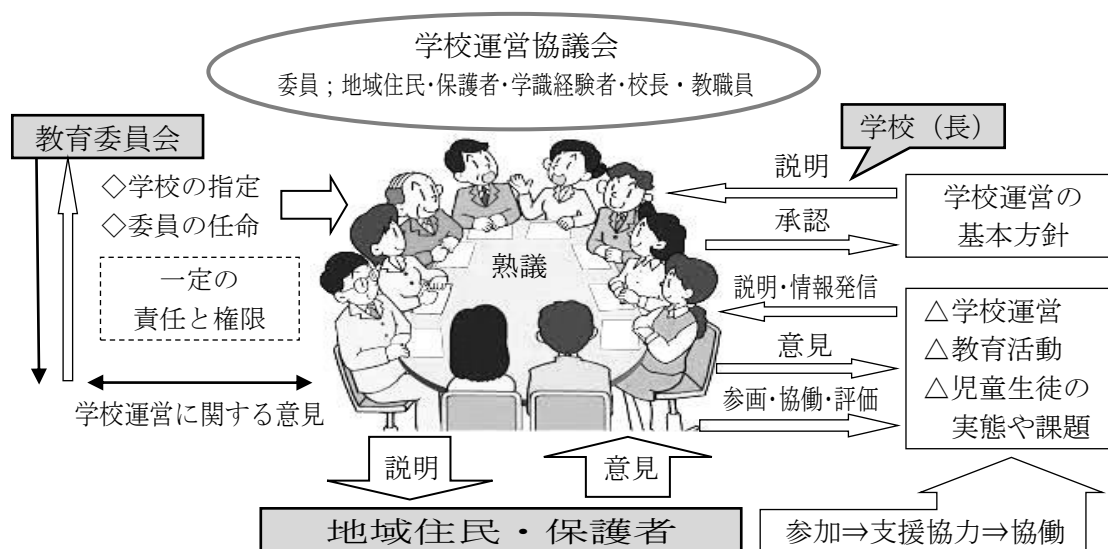 学校運営協議会
委員；地域住民・保護者・学識経験者・校長・教職員
教育委員会
学校（長）
◇学校の指定
◇委員の任命
一定の
責任と権限
学校運営に関する意見
熟議
説明
承認
学校運営の
基本方針
説明・情報発信
意見
参画・協働・評価
△学校運営
△教育活動
△児童生徒の
実態や課題
説明
意見
地域住民・保護者
参加⇒支援協力⇒協働